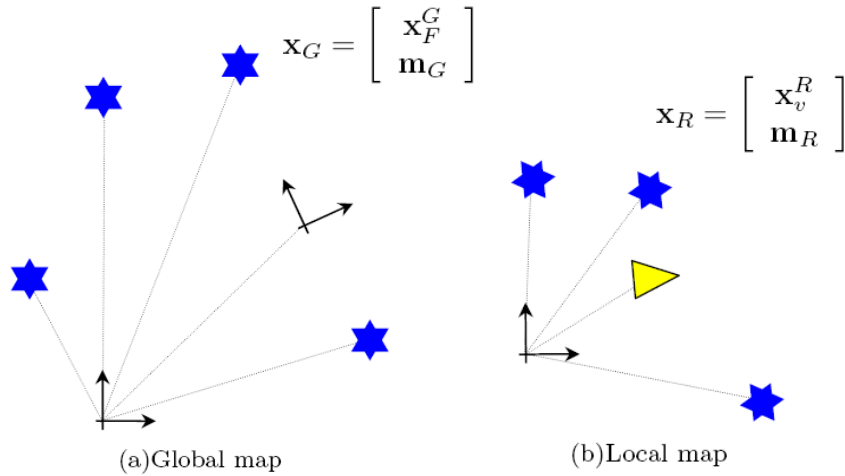 x_G = [ x_F^G
m_G ]
x_R = [ x_v^R
m_R ]
(a)Global map
(b)Local map